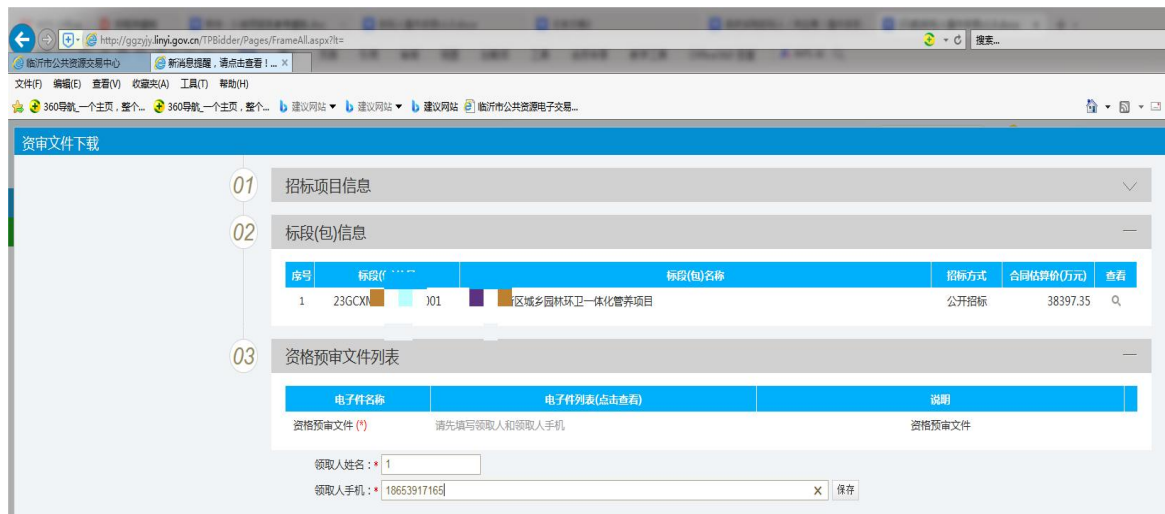 http://ggzyjy.linyi.gov.cn/TPBidder/Pages/FrameAll.aspx?lt=
搜索...
临沂市公共资源交易中心 新消息提醒，请点击查看！... ×
文件(F) 编辑(E) 查看(V) 收藏夹(A) 工具(T) 帮助(H)
360导航_一个主页，整个... 360导航_一个主页，整个... 建议网站 ▼ 建议网站 ▼ 建议网站 临沂市公共资源电子交易...
资审文件下载
01 招标项目信息
02 标段(包)信息
序号 标段( 标段(包)名称 招标方式 合同估算价(万元) 查看
1 23GCXM 001 区城乡园林环卫一体化管养项目 公开招标 38397.35
03 资格预审文件列表
电子件名称 电子件列表(点击查看) 说明
资格预审文件 (*) 请先填写领取人和领取人手机 资格预审文件
领取人姓名：* 1
领取人手机：* 18653917165 × 保存